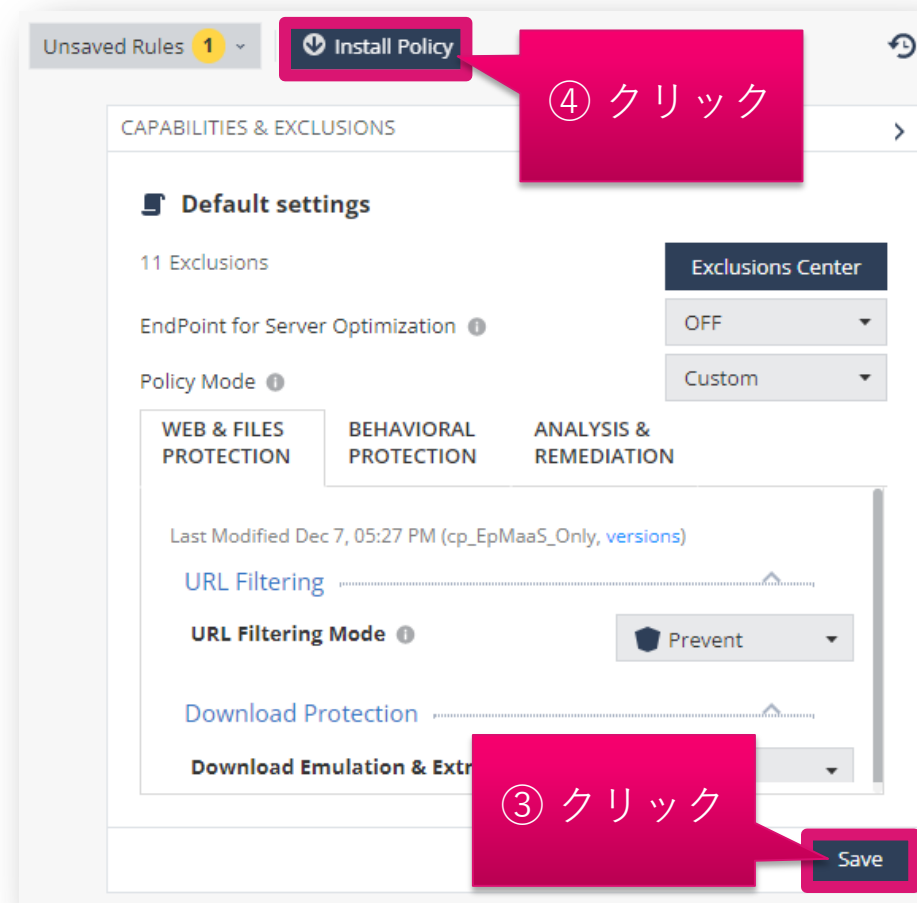 Unsaved Rules 1
Install Policy
④ クリック
CAPABILITIES & EXCLUSIONS
Default settings
11 Exclusions
Exclusions Center
EndPoint for Server Optimization
OFF
Policy Mode
Custom
WEB & FILES
PROTECTION
BEHAVIORAL
PROTECTION
ANALYSIS &
REMEDIATION
Last Modified Dec 7, 05:27 PM (cp_EpMaaS_Only, versions)
URL Filtering
URL Filtering Mode
Prevent
Download Protection
Download Emulation & Extr
③ クリック
Save